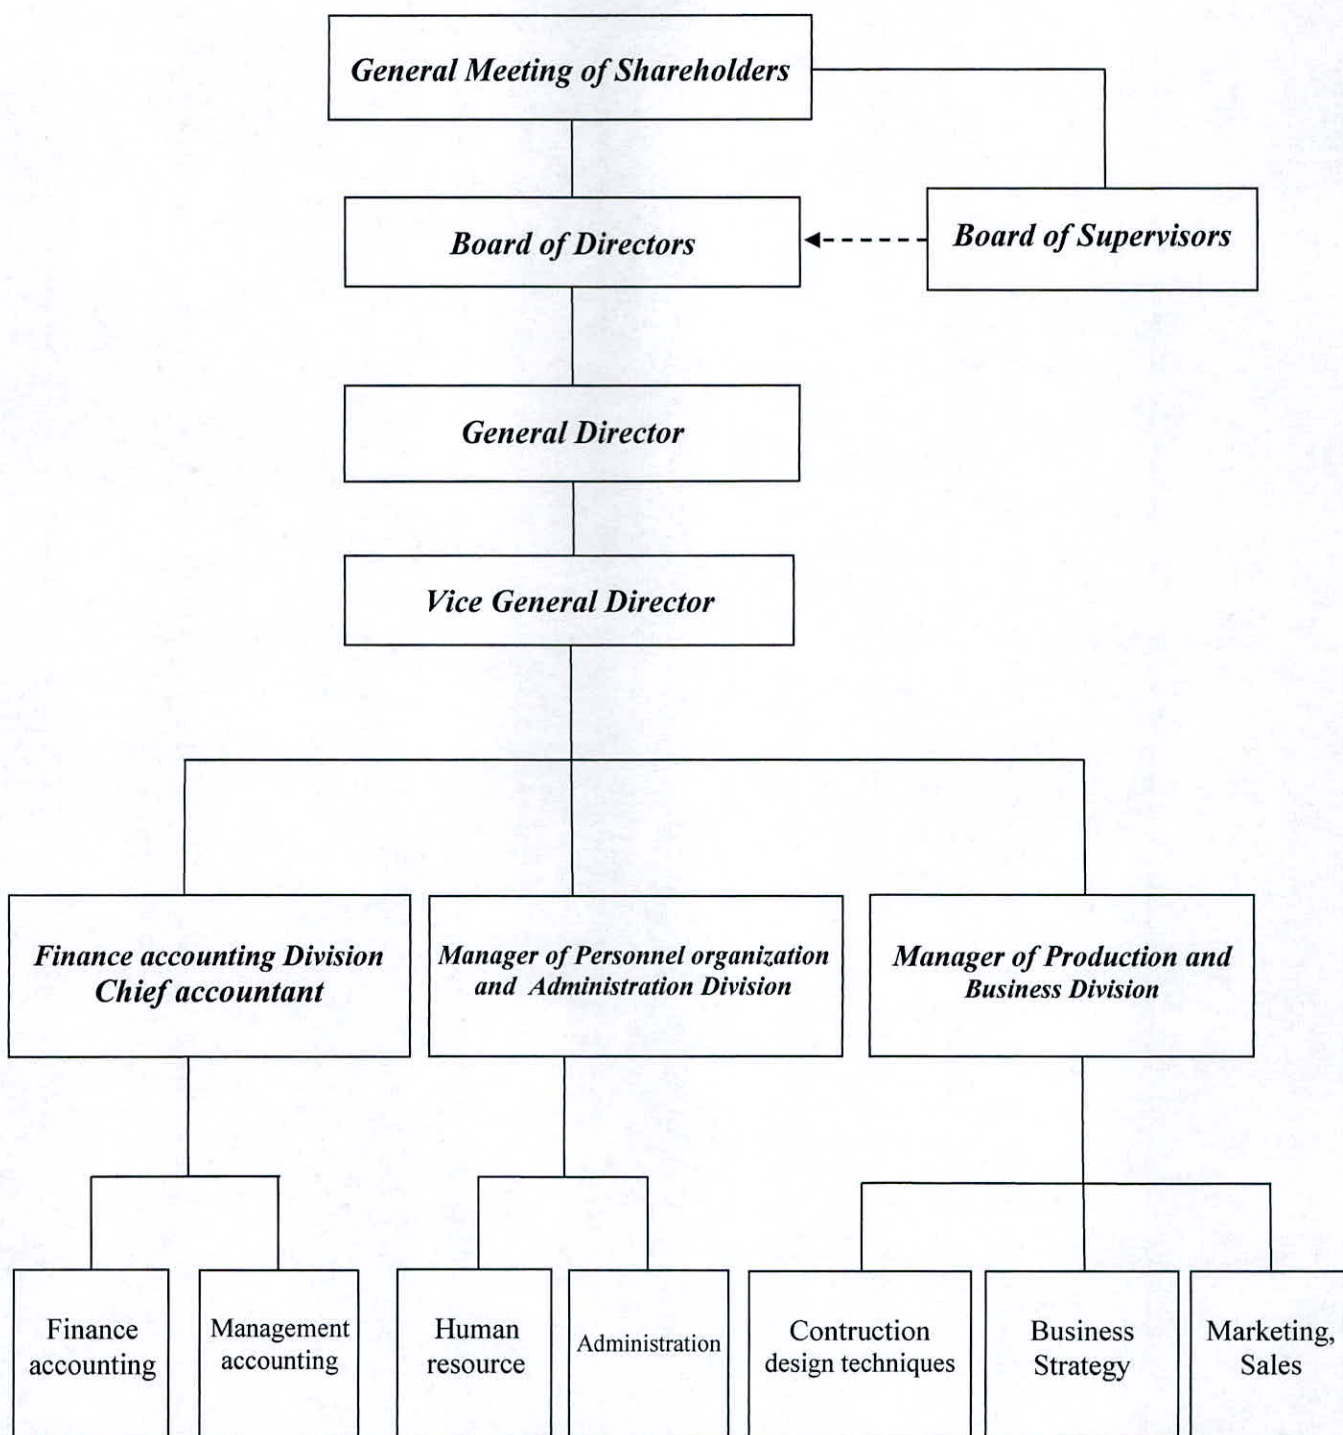 General Meeting of Shareholders
Board of Directors
Board of Supervisors
General Director
Vice General Director
Finance accounting Division
Chief accountant
Manager of Personnel organization
and Administration Division
Manager of Production and
Business Division
Finance
accounting
Management
accounting
Human
resource
Administration
Contruction
design techniques
Business
Strategy
Marketing,
Sales